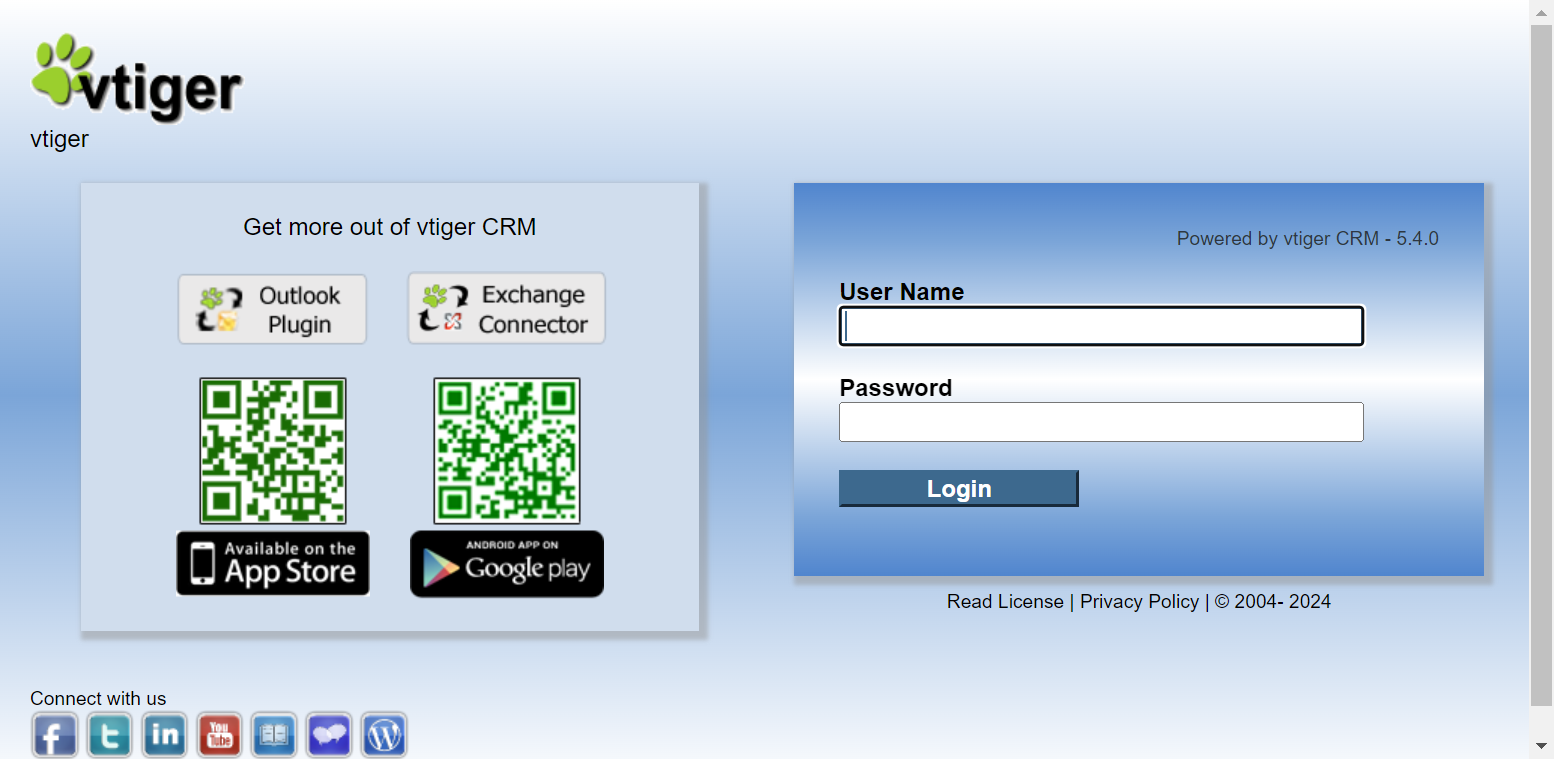 vtiger
vtiger
Get more out of vtiger CRM
Outlook
Plugin
Exchange
Connector
Available on the
App Store
ANDROID APP ON
Google play
Powered by vtiger CRM - 5.4.0
User Name
Password
Login
Read License | Privacy Policy | © 2004- 2024
Connect with us
f
t
in
You
Tube
W